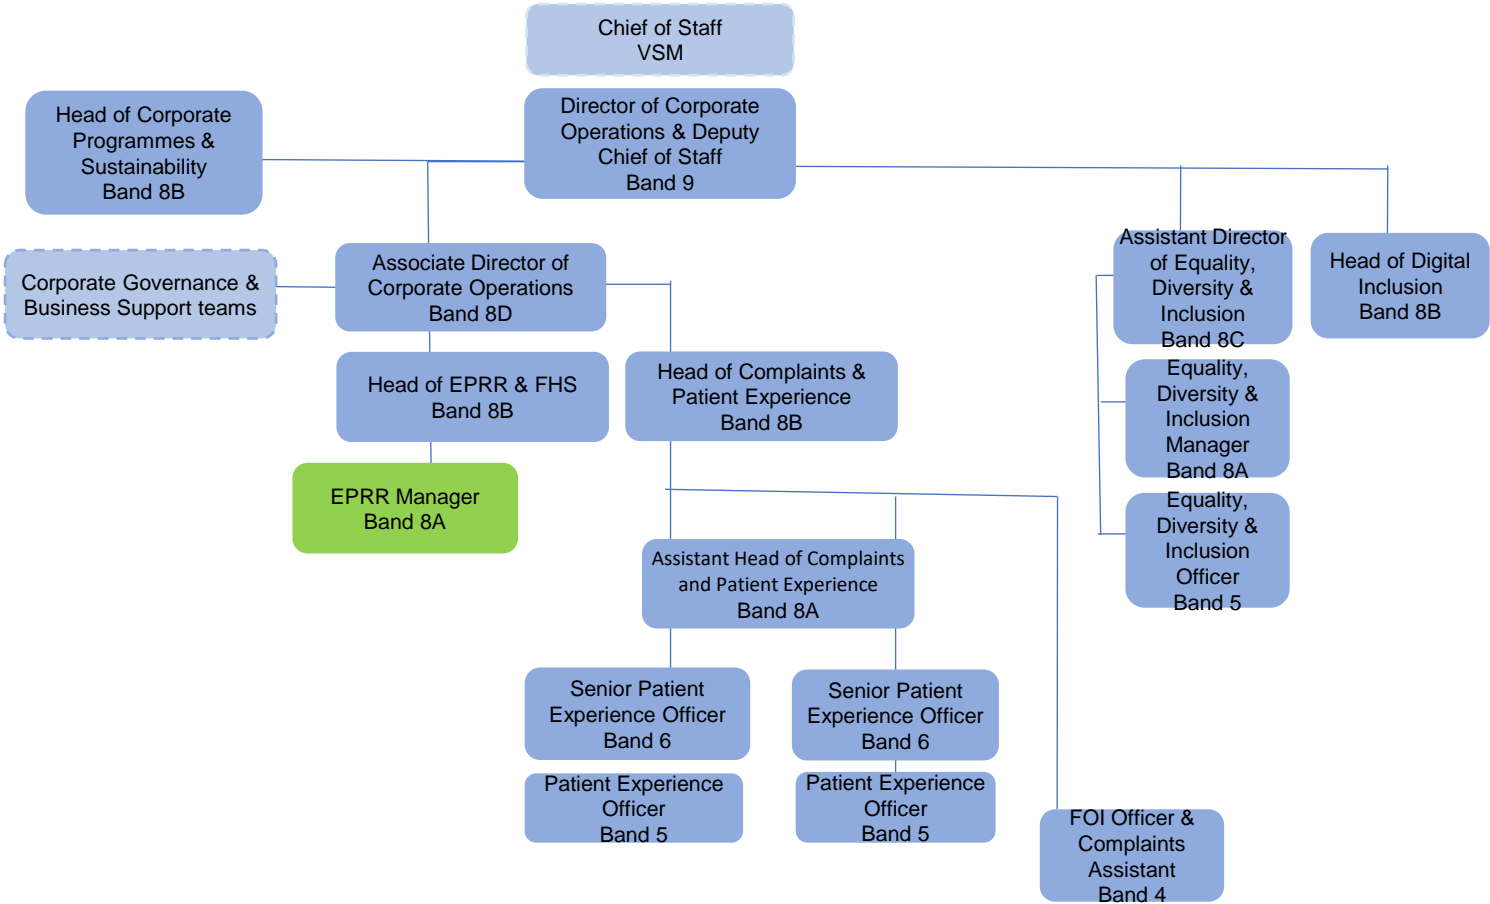 Chief of Staff
VSM
Head of Corporate
Programmes &
Sustainability
Band 8B
Director of Corporate
Operations & Deputy
Chief of Staff
Band 9
Corporate Governance &
Business Support teams
Associate Director of
Corporate Operations
Band 8D
Assistant Director
of Equality,
Diversity &
Inclusion
Band 8C
Head of Digital
Inclusion
Band 8B
Head of EPRR & FHS
Band 8B
Head of Complaints &
Patient Experience
Band 8B
Equality,
Diversity &
Inclusion
Manager
Band 8A
EPRR Manager
Band 8A
Equality,
Diversity &
Inclusion
Officer
Band 5
Assistant Head of Complaints
and Patient Experience
Band 8A
Senior Patient
Experience Officer
Band 6
Senior Patient
Experience Officer
Band 6
Patient Experience
Officer
Band 5
Patient Experience
Officer
Band 5
FOI Officer &
Complaints
Assistant
Band 4